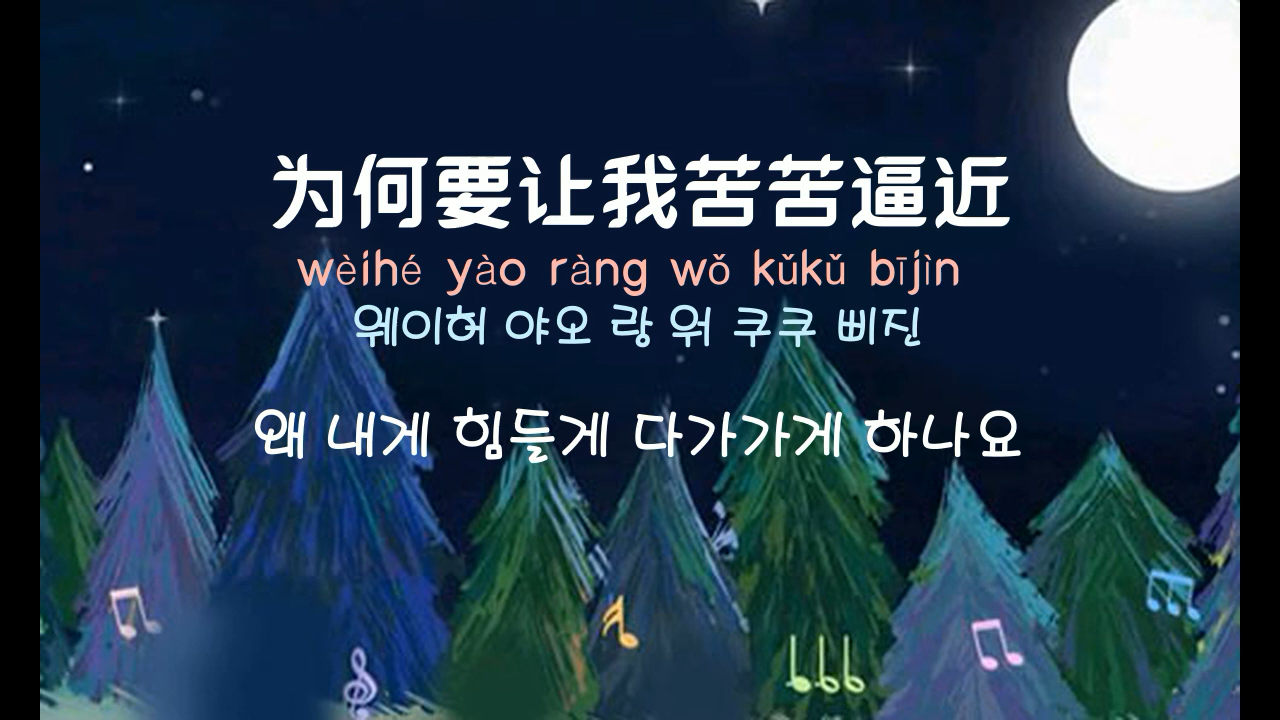 为何要让我苦苦逼近
wèihé yào ràng wǒ kǔkǔ bījìn
웨이허 야오 랑 워 쿠쿠 삐진
왜 내게 힘들게 다가가게 하나요